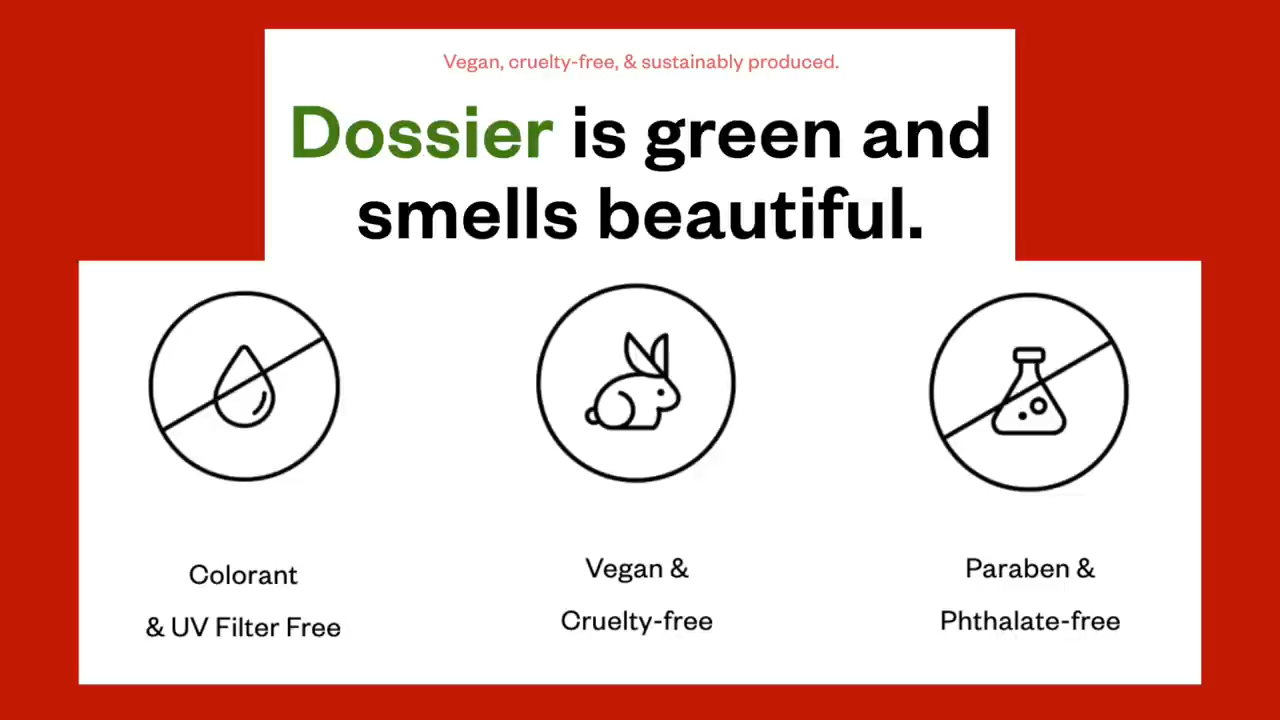 Vegan, cruelty-free, & sustainably produced.
Dossier is green and
smells beautiful.
Colorant
& UV Filter Free
Vegan &
Cruelty-free
Paraben &
Phthalate-free